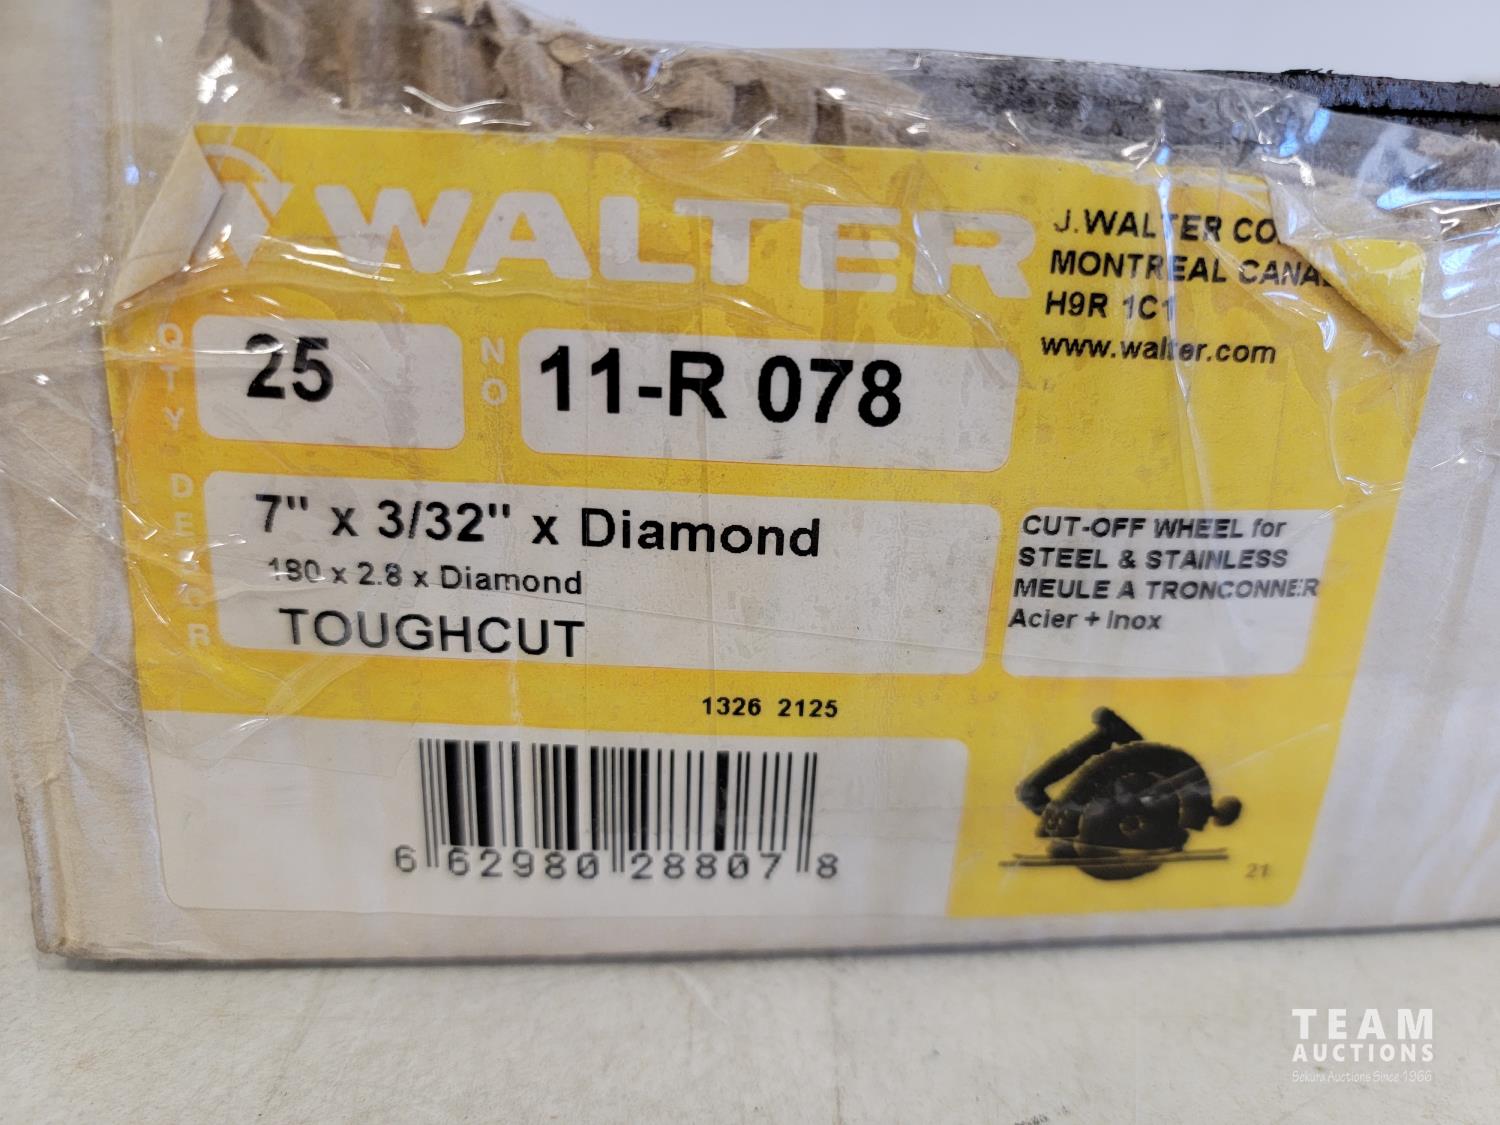 WALTER
J. WALTER CO.
MONTREAL
H9R 1C1
www.walter.com
QTY 25 NO 11-R 078
DESCR
7" x 3/32" x Diamond
180 x 2.8 x Diamond
TOUGHCUT
CUT-OFF WHEEL for
STEEL & STAINLESS
MEULE A TRONCONNER
Acier + Inox
1326 2125
6 62980 28807 8
21
TEAM
AUCTIONS
Sekura Auctions Since 1966